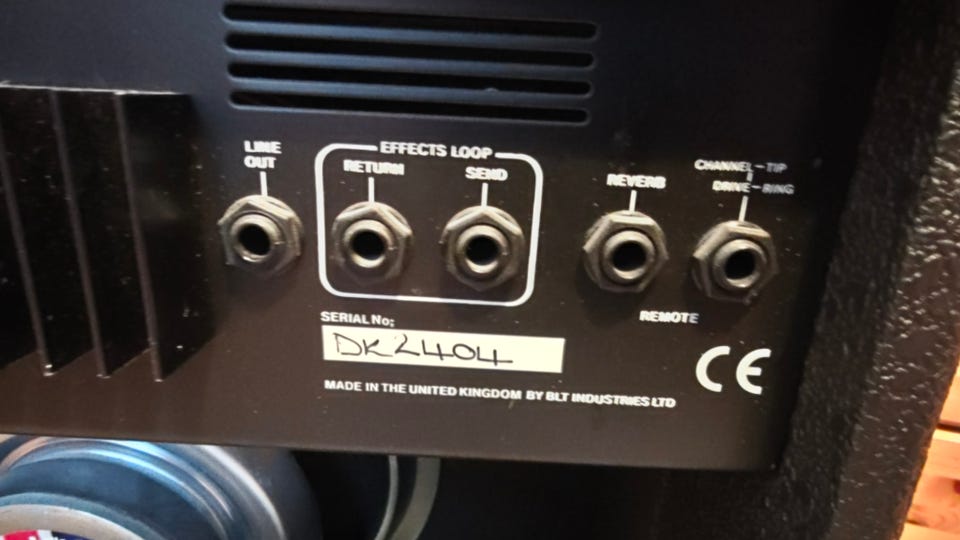 LINE
OUT
EFFECTS LOOP
RETURN
SEND
REVERB
CHANNEL-TIP
DRIVE-RING
REMOTE
SERIAL No;
DK2404
CE
MADE IN THE UNITED KINGDOM BY BLT INDUSTRIES LTD